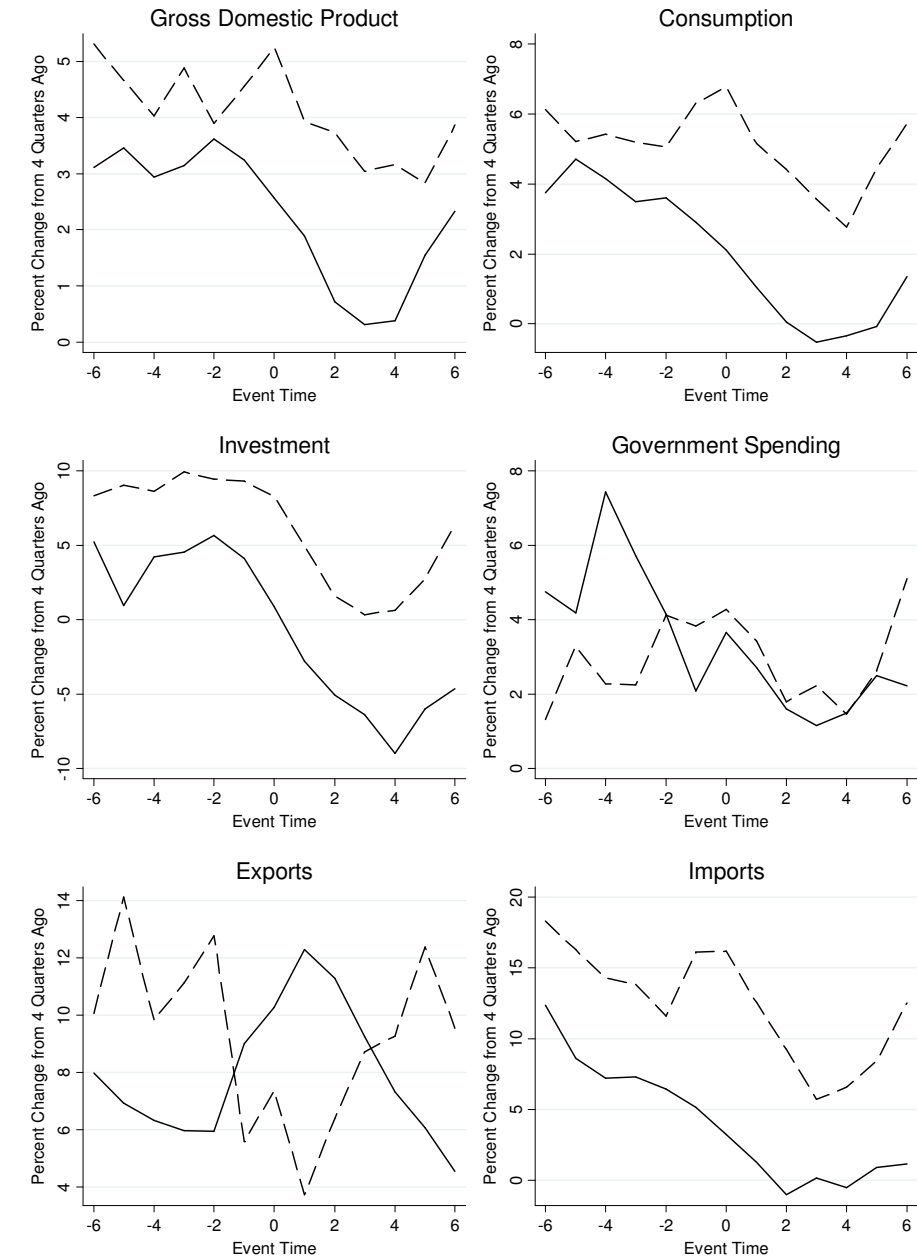 Gross Domestic Product
Percent Change from 4 Quarters Ago
5
4
3
2
1
0
-6 -4 -2 0 2 4 6
Event Time
Consumption
Percent Change from 4 Quarters Ago
8
6
4
2
0
-6 -4 -2 0 2 4 6
Event Time
Investment
Percent Change from 4 Quarters Ago
10
5
0
-5
-10
-6 -4 -2 0 2 4 6
Event Time
Government Spending
Percent Change from 4 Quarters Ago
8
6
4
2
0
-6 -4 -2 0 2 4 6
Event Time
Exports
Percent Change from 4 Quarters Ago
14
12
10
8
6
4
-6 -4 -2 0 2 4 6
Event Time
Imports
Percent Change from 4 Quarters Ago
20
15
10
5
0
-6 -4 -2 0 2 4 6
Event Time